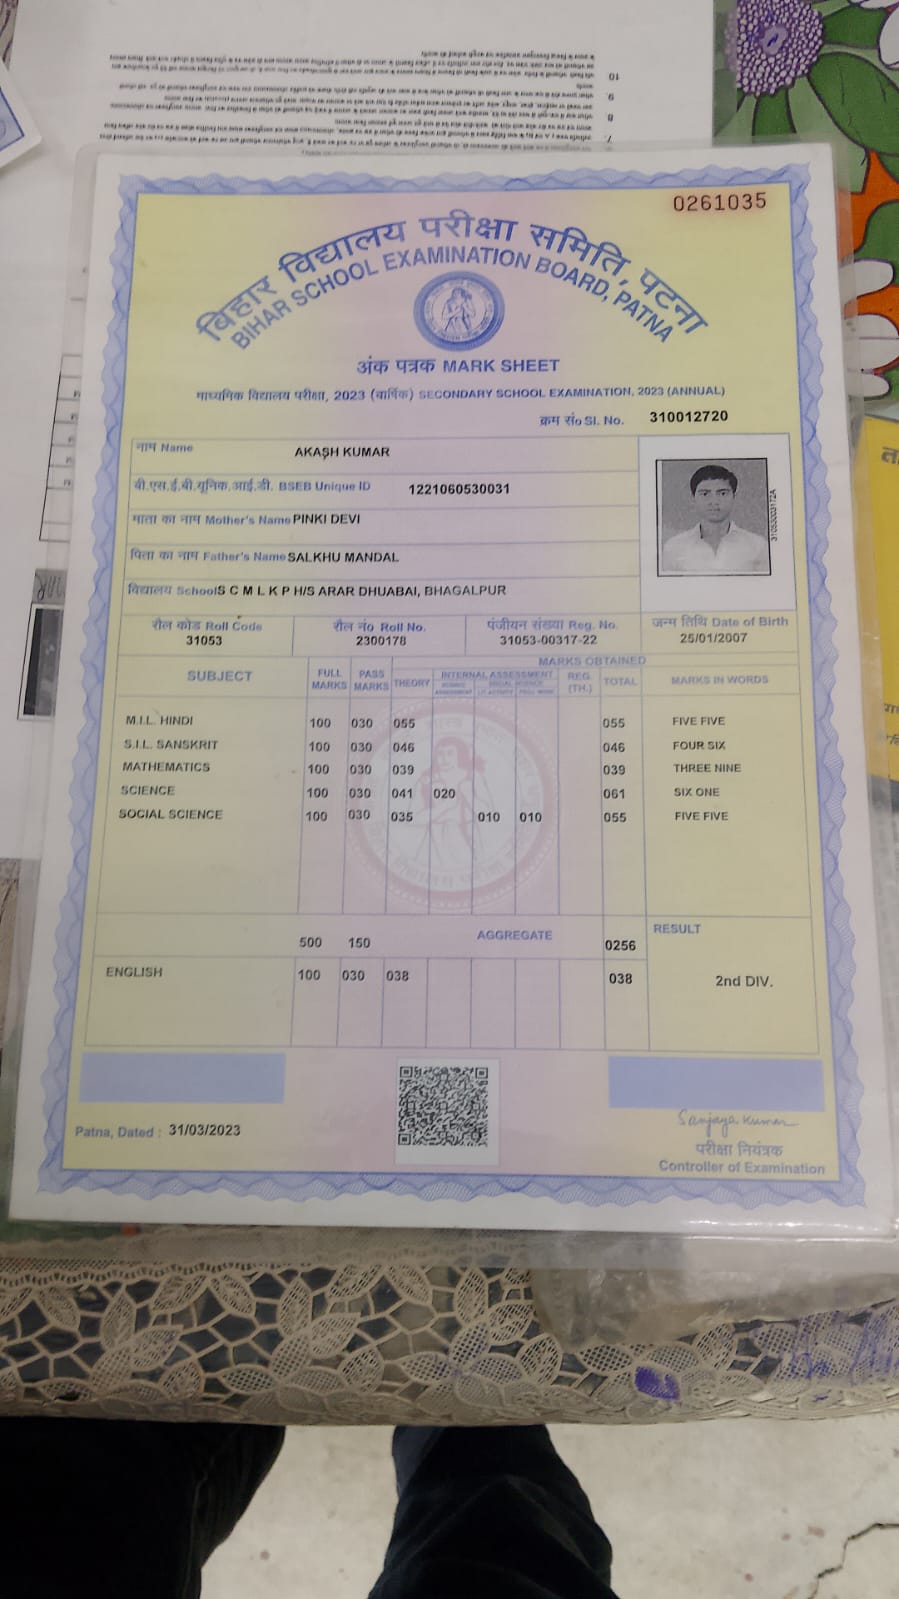 0261035
बिहार विद्यालय परीक्षा समिति, पटना
BIHAR SCHOOL EXAMINATION BOARD, PATNA
अंक पत्रक MARK SHEET
माध्यमिक विद्यालय परीक्षा, 2023 (वार्षिक) SECONDARY SCHOOL EXAMINATION, 2023 (ANNUAL)
क्रम सं० Sl. No. 310012720
नाम Name AKASH KUMAR
बी.एस.ई.बी.यूनिक.आई.डी. BSEB Unique ID 1221060530031
माता का नाम Mother's Name PINKI DEVI
पिता का नाम Father's Name SALKHU MANDAL
विद्यालय School S C M L K P H/S ARAR DHUABAI, BHAGALPUR
31053003172A
रौल कोड Roll Code रौल नं० Roll No. पंजीयन संख्या Reg. No. जन्म तिथि Date of Birth
31053 2300178 31053-00317-22 25/01/2007
MARKS OBTAINED
SUBJECT FULL MARKS PASS MARKS THEORY INTERNAL ASSESSMENT REG. (TH.) TOTAL MARKS IN WORDS
M.I.L. HINDI 100 030 055 055 FIVE FIVE
S.I.L. SANSKRIT 100 030 046 046 FOUR SIX
MATHEMATICS 100 030 039 039 THREE NINE
SCIENCE 100 030 041 020 061 SIX ONE
SOCIAL SCIENCE 100 030 035 010 010 055 FIVE FIVE
500 150 AGGREGATE 0256 RESULT
ENGLISH 100 030 038 038 2nd DIV.
Patna, Dated : 31/03/2023
Sanjaya Kumar
परीक्षा नियंत्रक
Controller of Examination